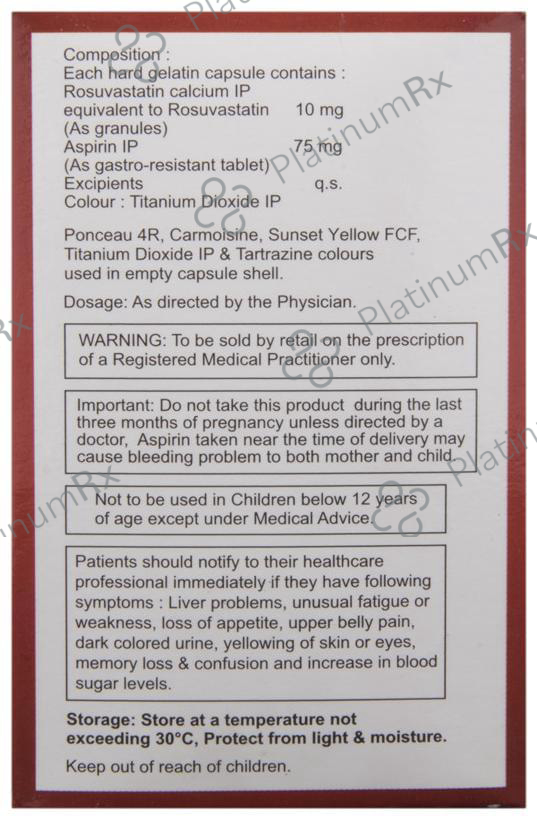 Composition :
Each hard gelatin capsule contains :
Rosuvastatin calcium IP
equivalent to Rosuvastatin 10 mg
(As granules)
Aspirin IP 75 mg
(As gastro-resistant tablet)
Excipients q.s.
Colour : Titanium Dioxide IP
Ponceau 4R, Carmoisine, Sunset Yellow FCF,
Titanium Dioxide IP & Tartrazine colours
used in empty capsule shell.
Dosage: As directed by the Physician.
WARNING: To be sold by retail on the prescription
of a Registered Medical Practitioner only.
Important: Do not take this product during the last
three months of pregnancy unless directed by a
doctor, Aspirin taken near the time of delivery may
cause bleeding problem to both mother and child.
Not to be used in Children below 12 years
of age except under Medical Advice.
Patients should notify to their healthcare
professional immediately if they have following
symptoms : Liver problems, unusual fatigue or
weakness, loss of appetite, upper belly pain,
dark colored urine, yellowing of skin or eyes,
memory loss & confusion and increase in blood
sugar levels.
Storage: Store at a temperature not
exceeding 30°C, Protect from light & moisture.
Keep out of reach of children.
PlatinumRx
PlatinumRx